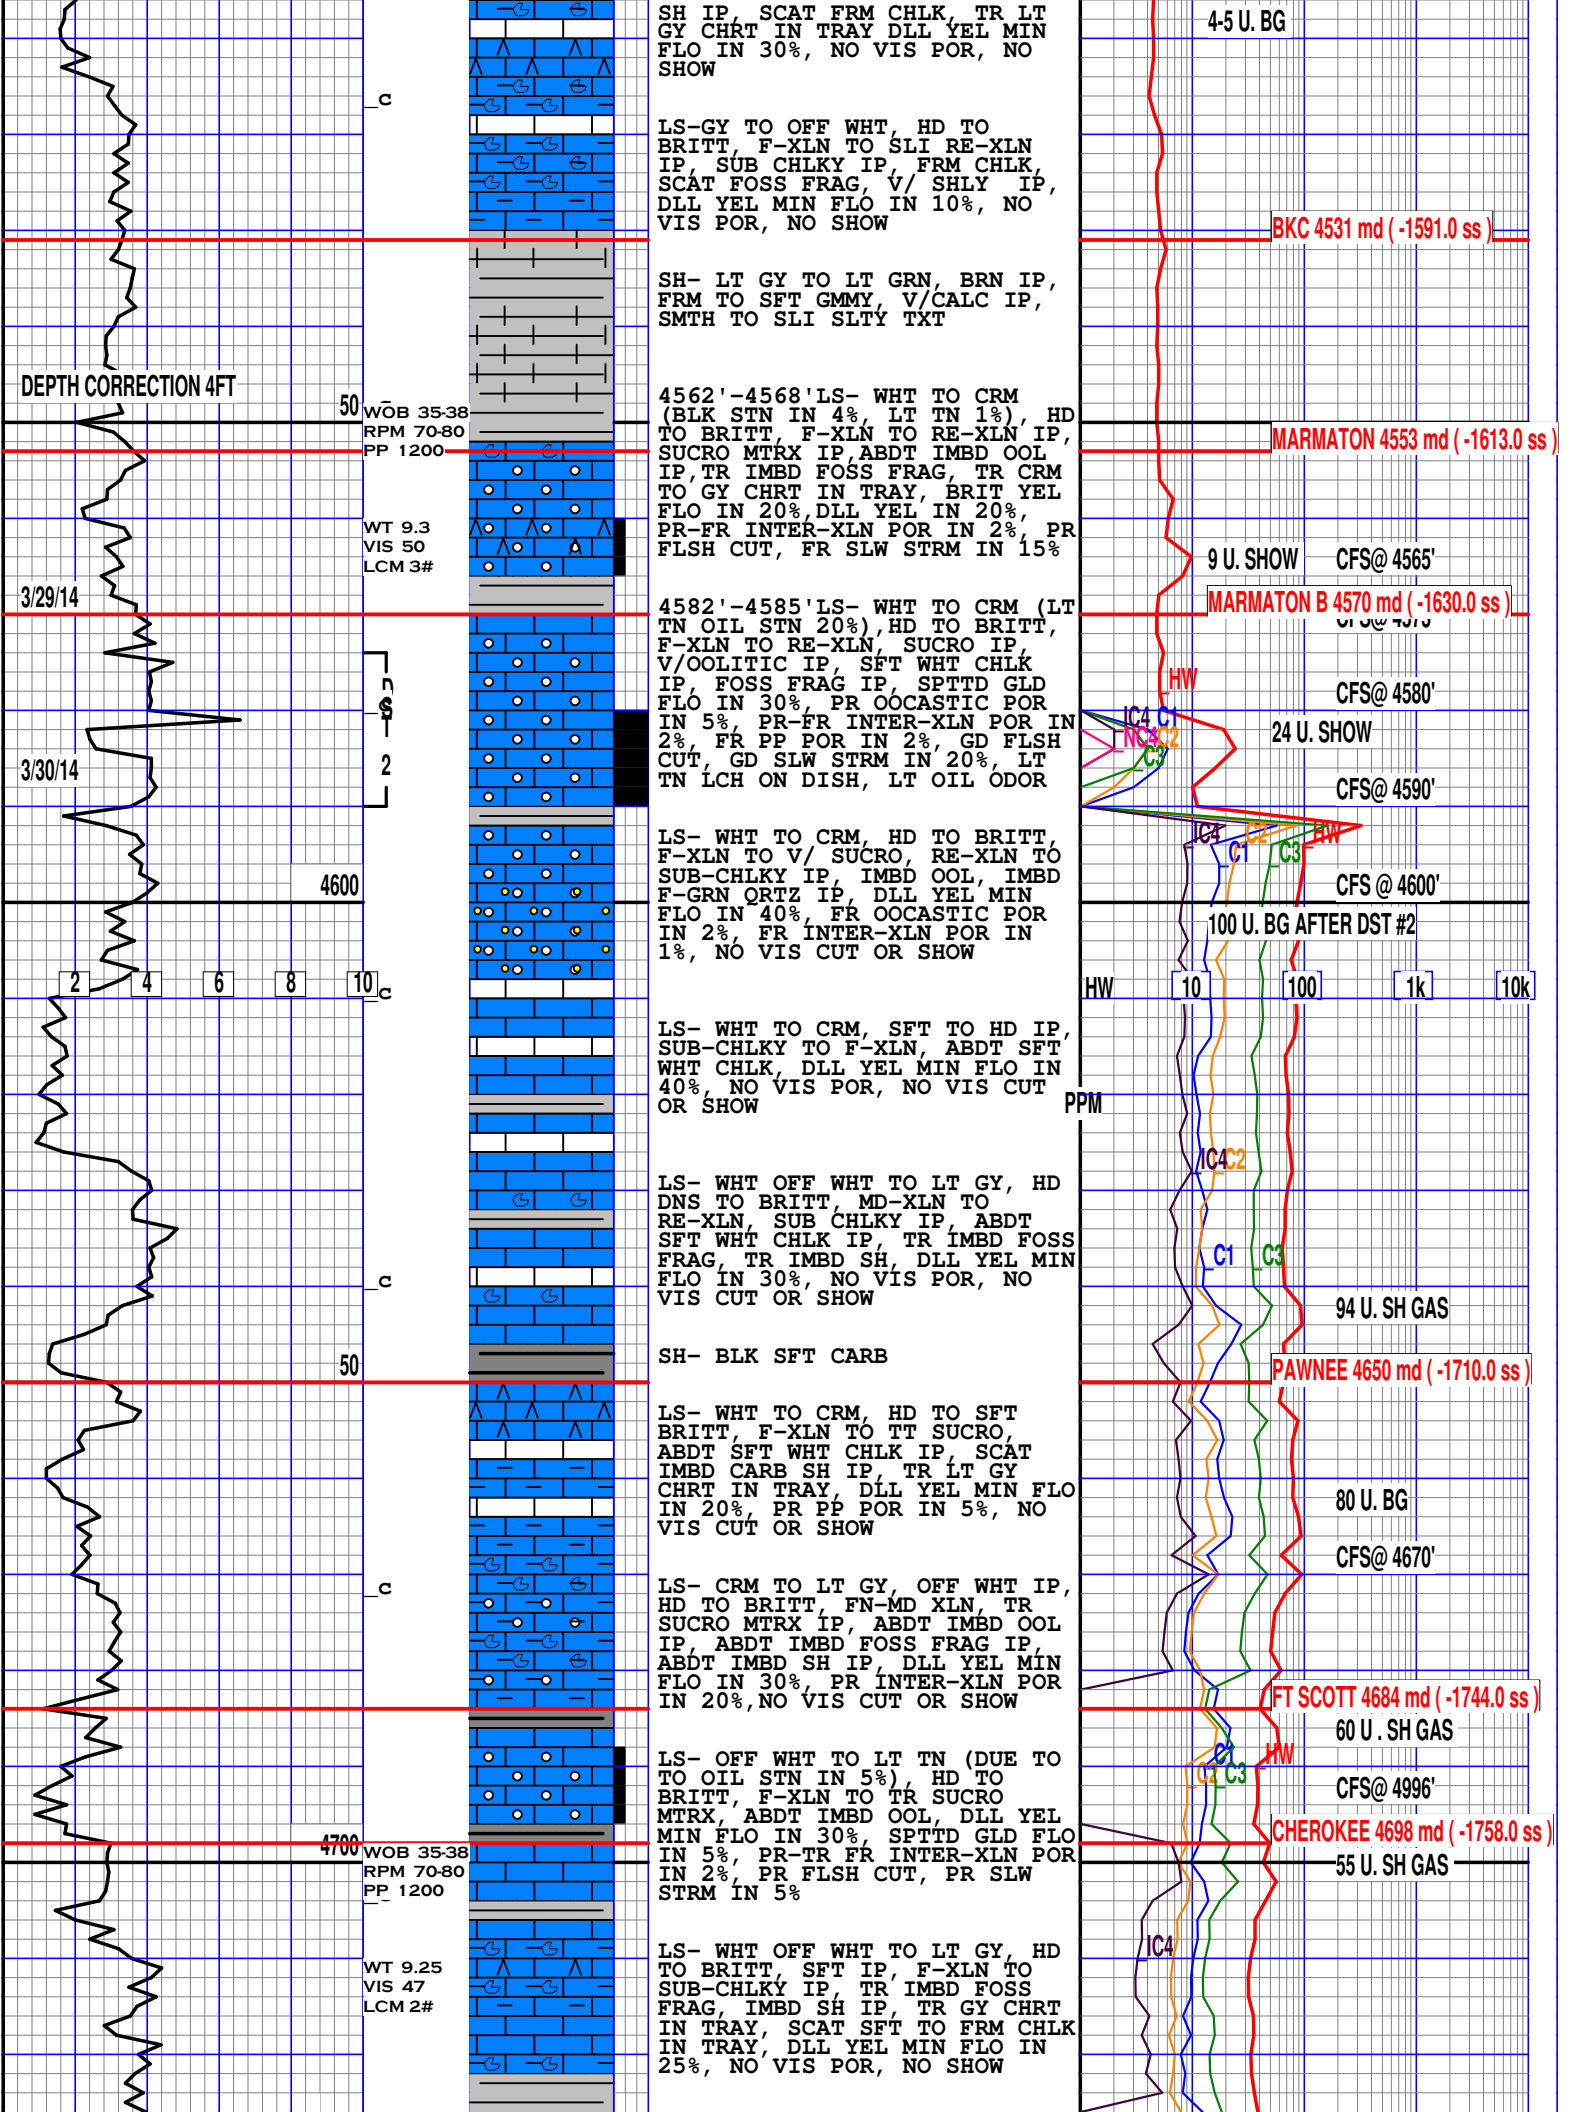 SH IP, SCAT FRM CHLK, TR LT
GY CHRT IN TRAY DLL YEL MIN
FLO IN 30%, NO VIS POR, NO
SHOW
4-5 U. BG
C
LS-GY TO OFF WHT, HD TO
BRITT, F-XLN TO SLI RE-XLN
IP, SUB CHLKY IP, FRM CHLK,
SCAT FOSS FRAG, V/ SHLY IP,
DLL YEL MIN FLO IN 10%, NO
VIS POR, NO SHOW
BKC 4531 md ( -1591.0 ss )
SH- LT GY TO LT GRN, BRN IP,
FRM TO SFT GMMY, V/CALC IP,
SMTH TO SLI SLTY TXT
DEPTH CORRECTION 4FT
50
WOB 35-38
RPM 70-80
PP 1200
4562'-4568'LS- WHT TO CRM
(BLK STN IN 4%, LT TN 1%), HD
TO BRITT, F-XLN TO RE-XLN IP,
SUCRO MTRX IP,ABDT IMBD OOL
IP,TR IMBD FOSS FRAG, TR CRM
TO GY CHRT IN TRAY, BRIT YEL
FLO IN 20%,DLL YEL IN 20%,
PR-FR INTER-XLN POR IN 2%, PR
FLSH CUT, FR SLW STRM IN 15%
MARMATON 4553 md ( -1613.0 ss )
WT 9.3
VIS 50
LCM 3#
9 U. SHOW
CFS@ 4565'
3/29/14
MARMATON B 4570 md ( -1630.0 ss )
CFS@ 4575'
4582'-4585'LS- WHT TO CRM (LT
TN OIL STN 20%),HD TO BRITT,
F-XLN TO RE-XLN, SUCRO IP,
V/OOLITIC IP, SFT WHT CHLK
IP, FOSS FRAG IP, SPTTD GLD
FLO IN 30%, PR OOCASTIC POR
IN 5%, PR-FR INTER-XLN POR IN
2%, FR PP POR IN 2%, GD FLSH
CUT, GD SLW STRM IN 20%, LT
TN LCH ON DISH, LT OIL ODOR
HW
CFS@ 4580'
IC4 C1
NC4 C2
C3
24 U. SHOW
3/30/14
2
CFS@ 4590'
LS- WHT TO CRM, HD TO BRITT,
F-XLN TO V/ SUCRO, RE-XLN TO
SUB-CHLKY IP, IMBD OOL, IMBD
F-GRN QRTZ IP, DLL YEL MIN
FLO IN 40%, FR OOCASTIC POR
IN 2%, FR INTER-XLN POR IN
1%, NO VIS CUT OR SHOW
IC4 C2 HW
C1 C3
4600
CFS @ 4600'
100 U. BG AFTER DST #2
2 4 6 8 10
C
HW 10 100 1k 10k
LS- WHT TO CRM, SFT TO HD IP,
SUB-CHLKY TO F-XLN, ABDT SFT
WHT CHLK, DLL YEL MIN FLO IN
40%, NO VIS POR, NO VIS CUT
OR SHOW
PPM
IC4 C2
LS- WHT OFF WHT TO LT GY, HD
DNS TO BRITT, MD-XLN TO
RE-XLN, SUB CHLKY IP, ABDT
SFT WHT CHLK IP, TR IMBD FOSS
FRAG, TR IMBD SH, DLL YEL MIN
FLO IN 30%, NO VIS POR, NO
VIS CUT OR SHOW
C1 C3
C
94 U. SH GAS
SH- BLK SFT CARB
50
PAWNEE 4650 md ( -1710.0 ss )
LS- WHT TO CRM, HD TO SFT
BRITT, F-XLN TO TT SUCRO,
ABDT SFT WHT CHLK IP, SCAT
IMBD CARB SH IP, TR LT GY
CHRT IN TRAY, DLL YEL MIN FLO
IN 20%, PR PP POR IN 5%, NO
VIS CUT OR SHOW
80 U. BG
CFS@ 4670'
C
LS- CRM TO LT GY, OFF WHT IP,
HD TO BRITT, FN-MD XLN, TR
SUCRO MTRX IP, ABDT IMBD OOL
IP, ABDT IMBD FOSS FRAG IP,
ABDT IMBD SH IP, DLL YEL MIN
FLO IN 30%, PR INTER-XLN POR
IN 20%,NO VIS CUT OR SHOW
FT SCOTT 4684 md ( -1744.0 ss )
60 U . SH GAS
HW
C2 C3
CFS@ 4996'
LS- OFF WHT TO LT TN (DUE TO
TO OIL STN IN 5%), HD TO
BRITT, F-XLN TO TR SUCRO
MTRX, ABDT IMBD OOL, DLL YEL
MIN FLO IN 30%, SPTTD GLD FLO
IN 5%, PR-TR FR INTER-XLN POR
IN 2%, PR FLSH CUT, PR SLW
STRM IN 5%
CHEROKEE 4698 md ( -1758.0 ss )
4700
WOB 35-38
RPM 70-80
PP 1200
55 U. SH GAS
IC4
WT 9.25
VIS 47
LCM 2#
LS- WHT OFF WHT TO LT GY, HD
TO BRITT, SFT IP, F-XLN TO
SUB-CHLKY IP, TR IMBD FOSS
FRAG, IMBD SH IP, TR GY CHRT
IN TRAY, SCAT SFT TO FRM CHLK
IN TRAY, DLL YEL MIN FLO IN
25%, NO VIS POR, NO SHOW